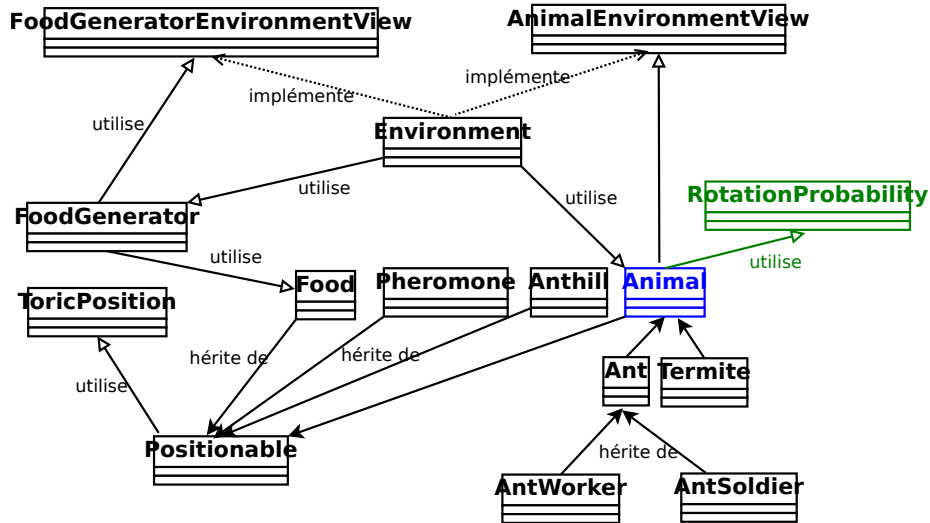 FoodGeneratorEnvironmentView
AnimalEnvironmentView
implémente
implémente
utilise
Environment
utilise
utilise
RotationProbability
FoodGenerator
utilise
utilise
ToricPosition
Food
Pheromone
Anthill
Animal
hérite de
hérite de
utilise
Ant
Termite
Positionable
hérite de
AntWorker
AntSoldier